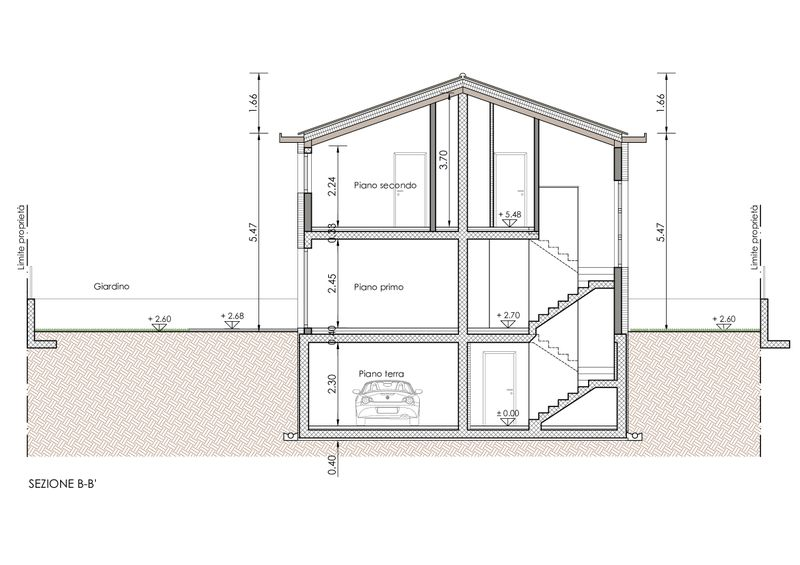 1.66
1.66
2.24
Piano secondo
3.70
+ 5.48
Limite proprietà
Limite proprietà
5.47
5.47
0.33
Giardino
2.45
Piano primo
+ 2.60
+ 2.68
+ 2.70
+ 2.60
0.40
2.30
Piano terra
± 0.00
0.40
SEZIONE B-B'